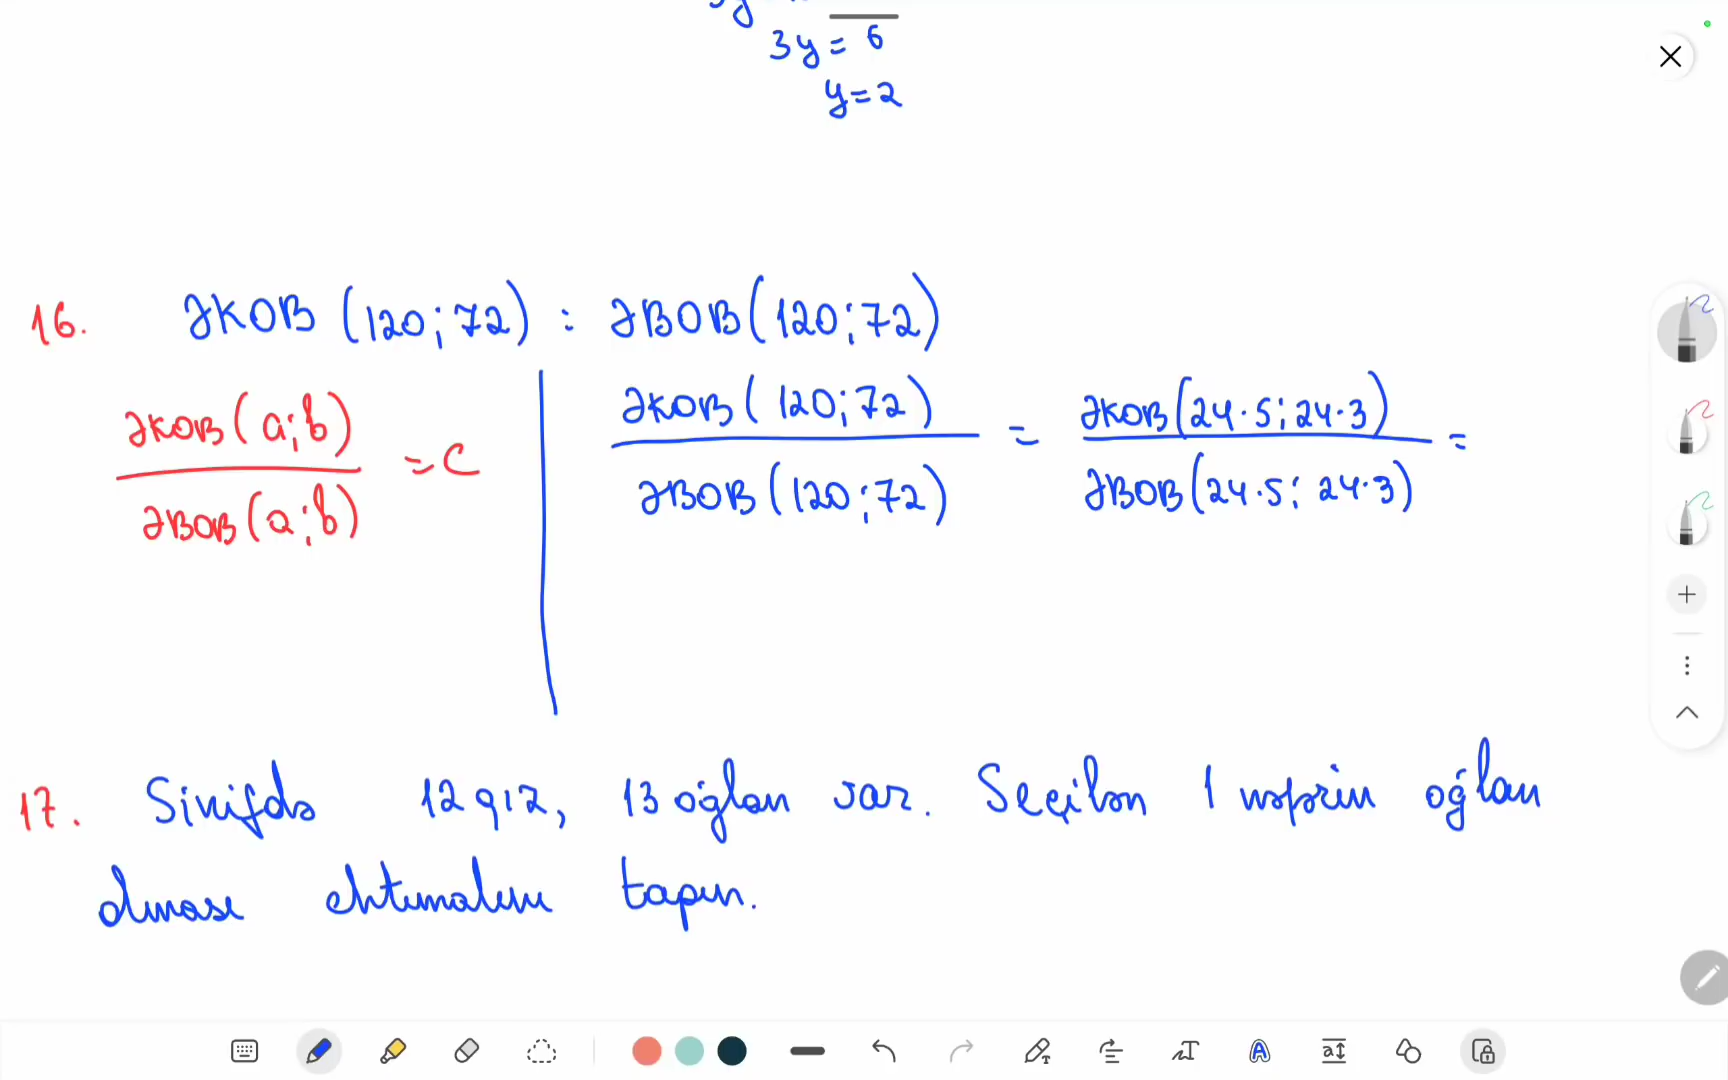 3y = 6
y = 2
16. ƏKOB (120; 72) : ƏBOB (120; 72)
ƏKOB (a; b) / ƏBOB (a; b) = C
ƏKOB (120; 72) / ƏBOB (120; 72) = ƏKOB (24·5; 24·3) / ƏBOB (24·5; 24·3) =
17. Sinifdə 12 qız, 13 oğlan var. Seçilən 1 nəfərin oğlan
olması ehtimalını tapın.